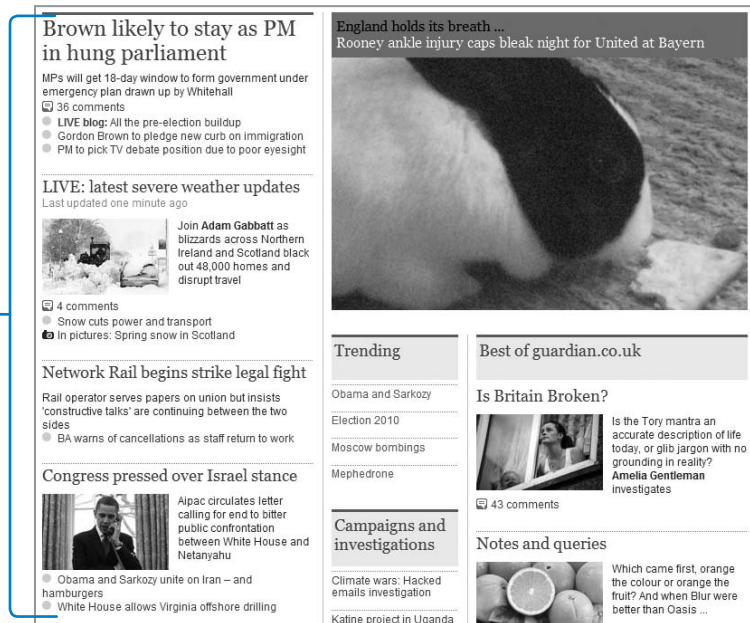 Brown likely to stay as PM
in hung parliament
MPs will get 18-day window to form government under
emergency plan drawn up by Whitehall
36 comments
LIVE blog: All the pre-election buildup
Gordon Brown to pledge new curb on immigration
PM to pick TV debate position due to poor eyesight
LIVE: latest severe weather updates
Last updated one minute ago
Join Adam Gabbatt as
blizzards across Northern
Ireland and Scotland black
out 48,000 homes and
disrupt travel
4 comments
Snow cuts power and transport
In pictures: Spring snow in Scotland
Network Rail begins strike legal fight
Rail operator serves papers on union but insists
'constructive talks' are continuing between the two
sides
BA warns of cancellations as staff return to work
Congress pressed over Israel stance
Aipac circulates letter
calling for end to bitter
public confrontation
between White House and
Netanyahu
Obama and Sarkozy unite on Iran – and
hamburgers
White House allows Virginia offshore drilling
England holds its breath ...
Rooney ankle injury caps bleak night for United at Bayern
Trending
Obama and Sarkozy
Election 2010
Moscow bombings
Mephedrone
Campaigns and
investigations
Climate wars: Hacked
emails investigation
Katine project in Uganda
Best of guardian.co.uk
Is Britain Broken?
Is the Tory mantra an
accurate description of life
today, or glib jargon with no
grounding in reality?
Amelia Gentleman
investigates
43 comments
Notes and queries
Which came first, orange
the colour or orange the
fruit? And when Blur were
better than Oasis ...